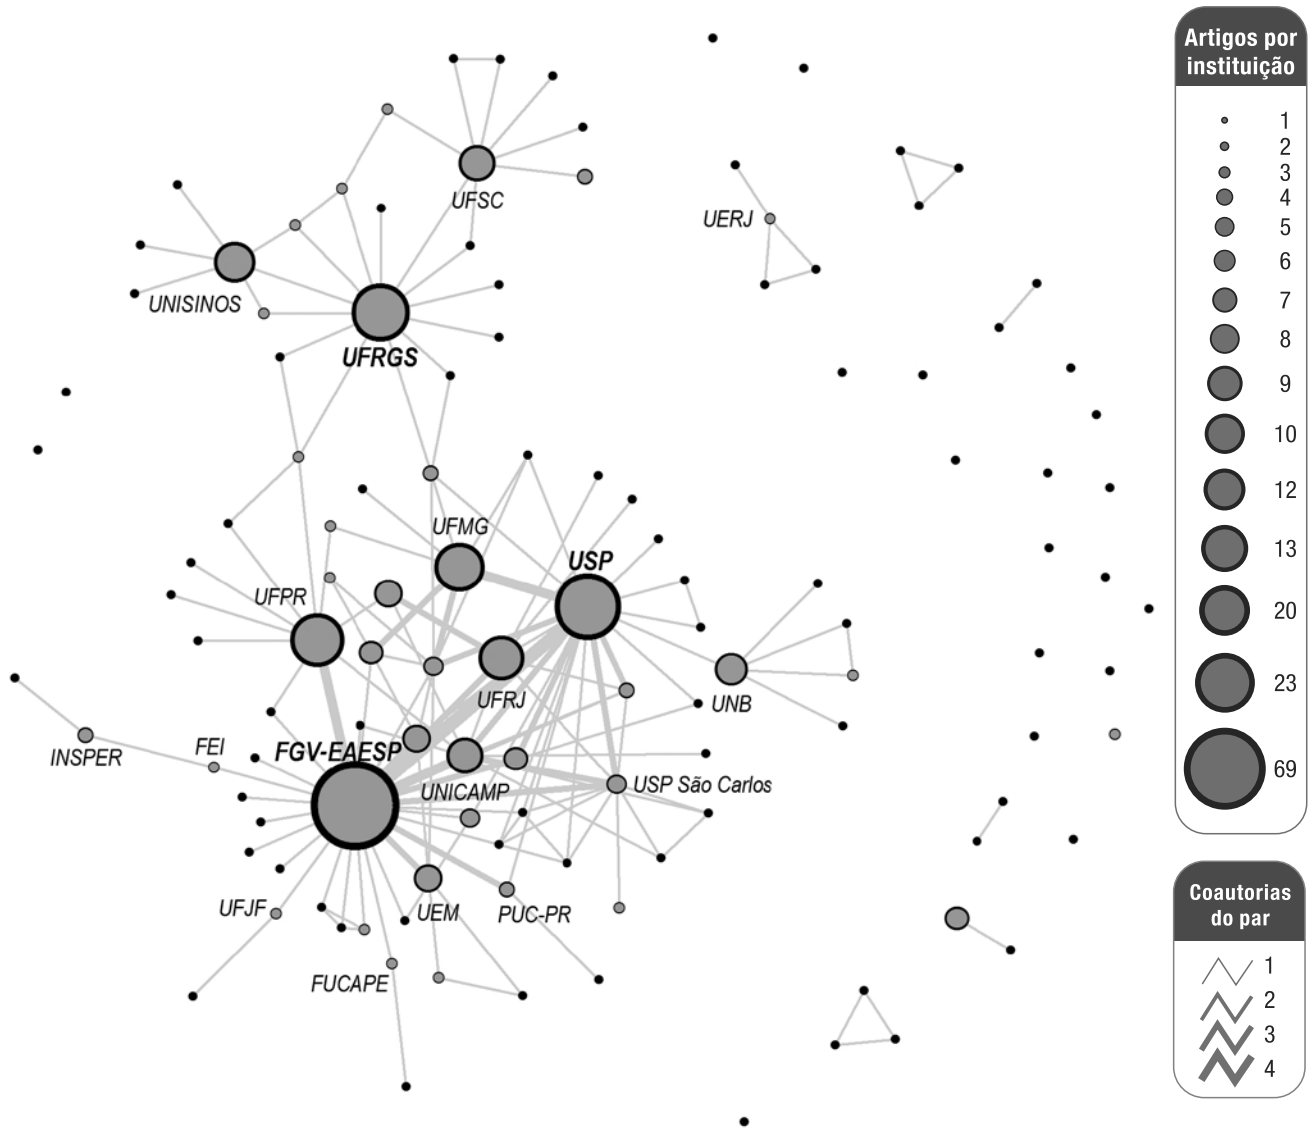 UFSC
UERJ
UNISINOS
UFRGS
UFMG
USP
UFPR
UFRJ
UNB
FGV-EAESP
INSPER
FEI
UNICAMP
USP São Carlos
UFJF
UEM
PUC-PR
FUCAPE
Artigos por
instituição
1
2
3
4
5
6
7
8
9
10
12
13
20
23
69
Coautorias
do par
1
2
3
4